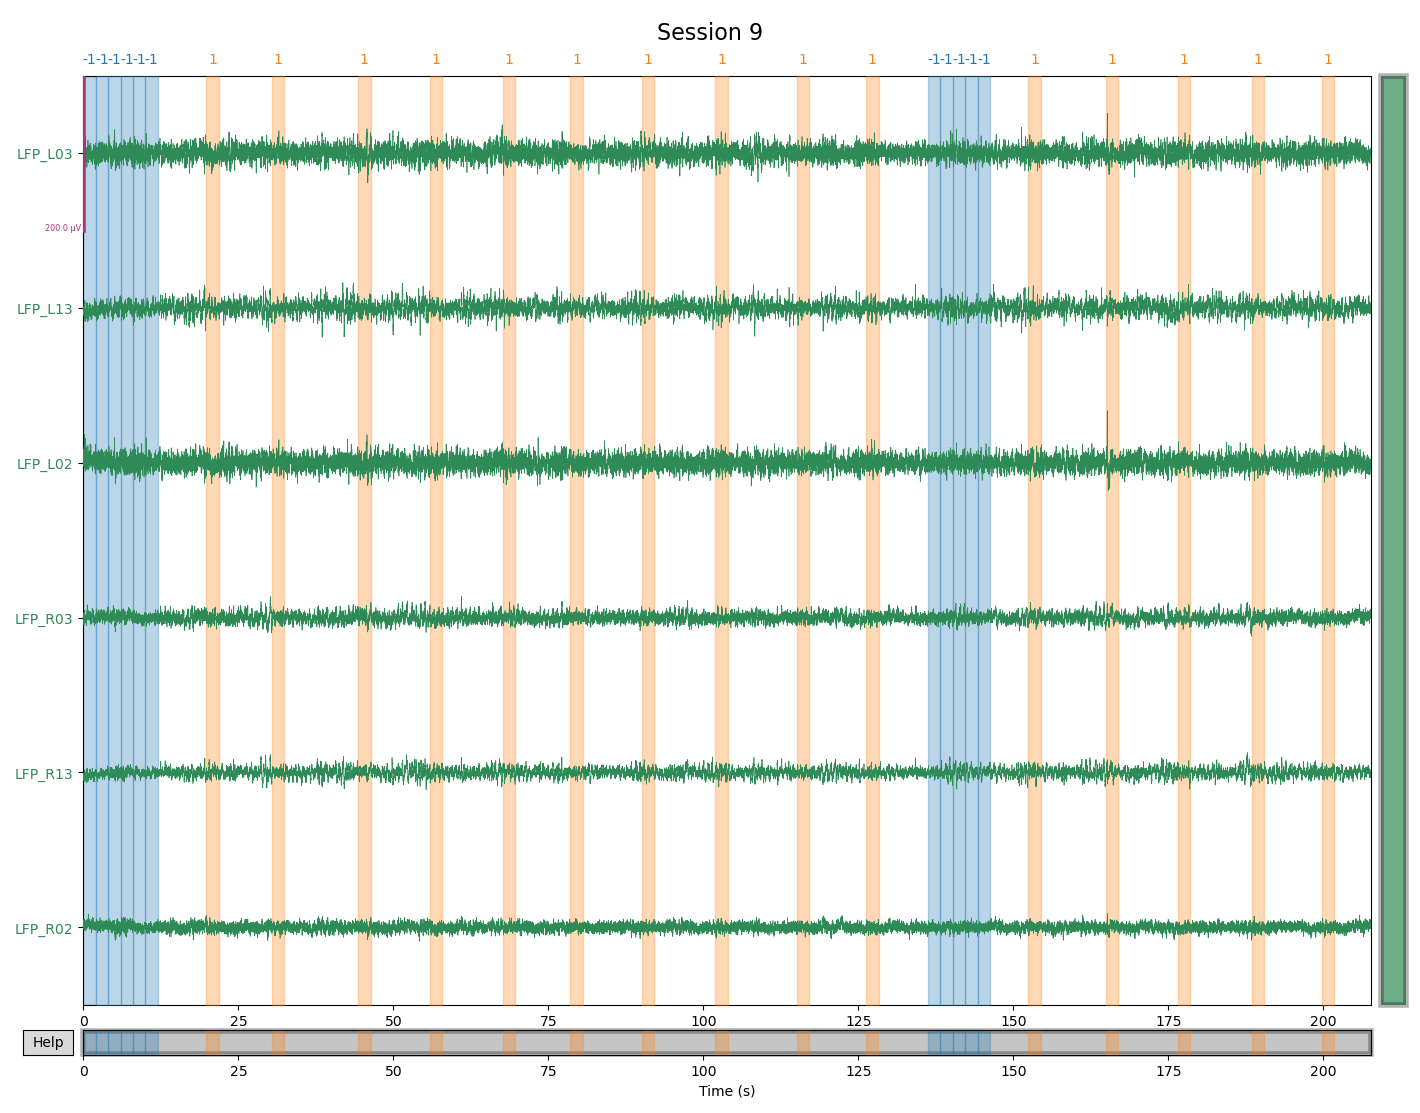 Session 9
-1-1-1-1-1-1 1 1 1 1 1 1 1 1 1 1 -1-1-1-1-1 1 1 1 1 1
LFP_L03
200.0 µV
LFP_L13
LFP_L02
LFP_R03
LFP_R13
LFP_R02
0 25 50 75 100 125 150 175 200
Help
0 25 50 75 100 125 150 175 200
Time (s)